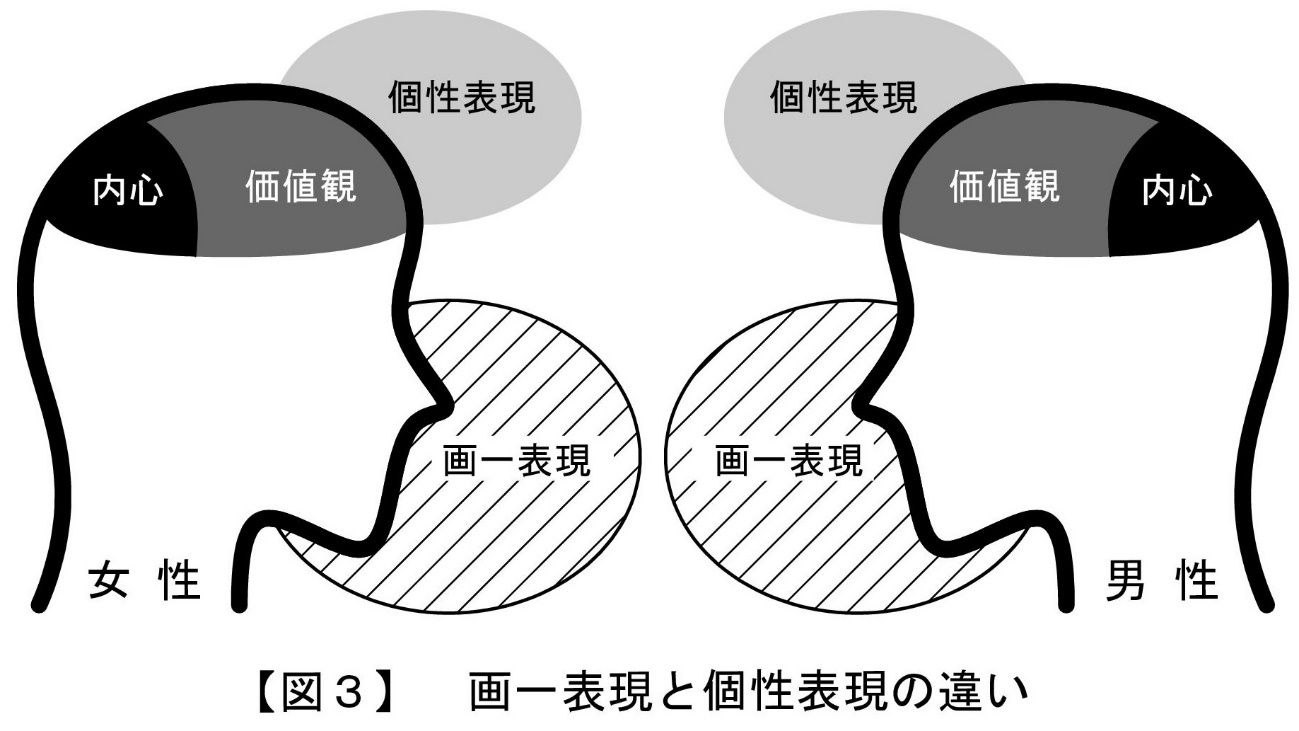 個性表現
個性表現
内心
価値観
価値観
内心
画一表現
画一表現
女性
男性
【図３】　画一表現と個性表現の違い